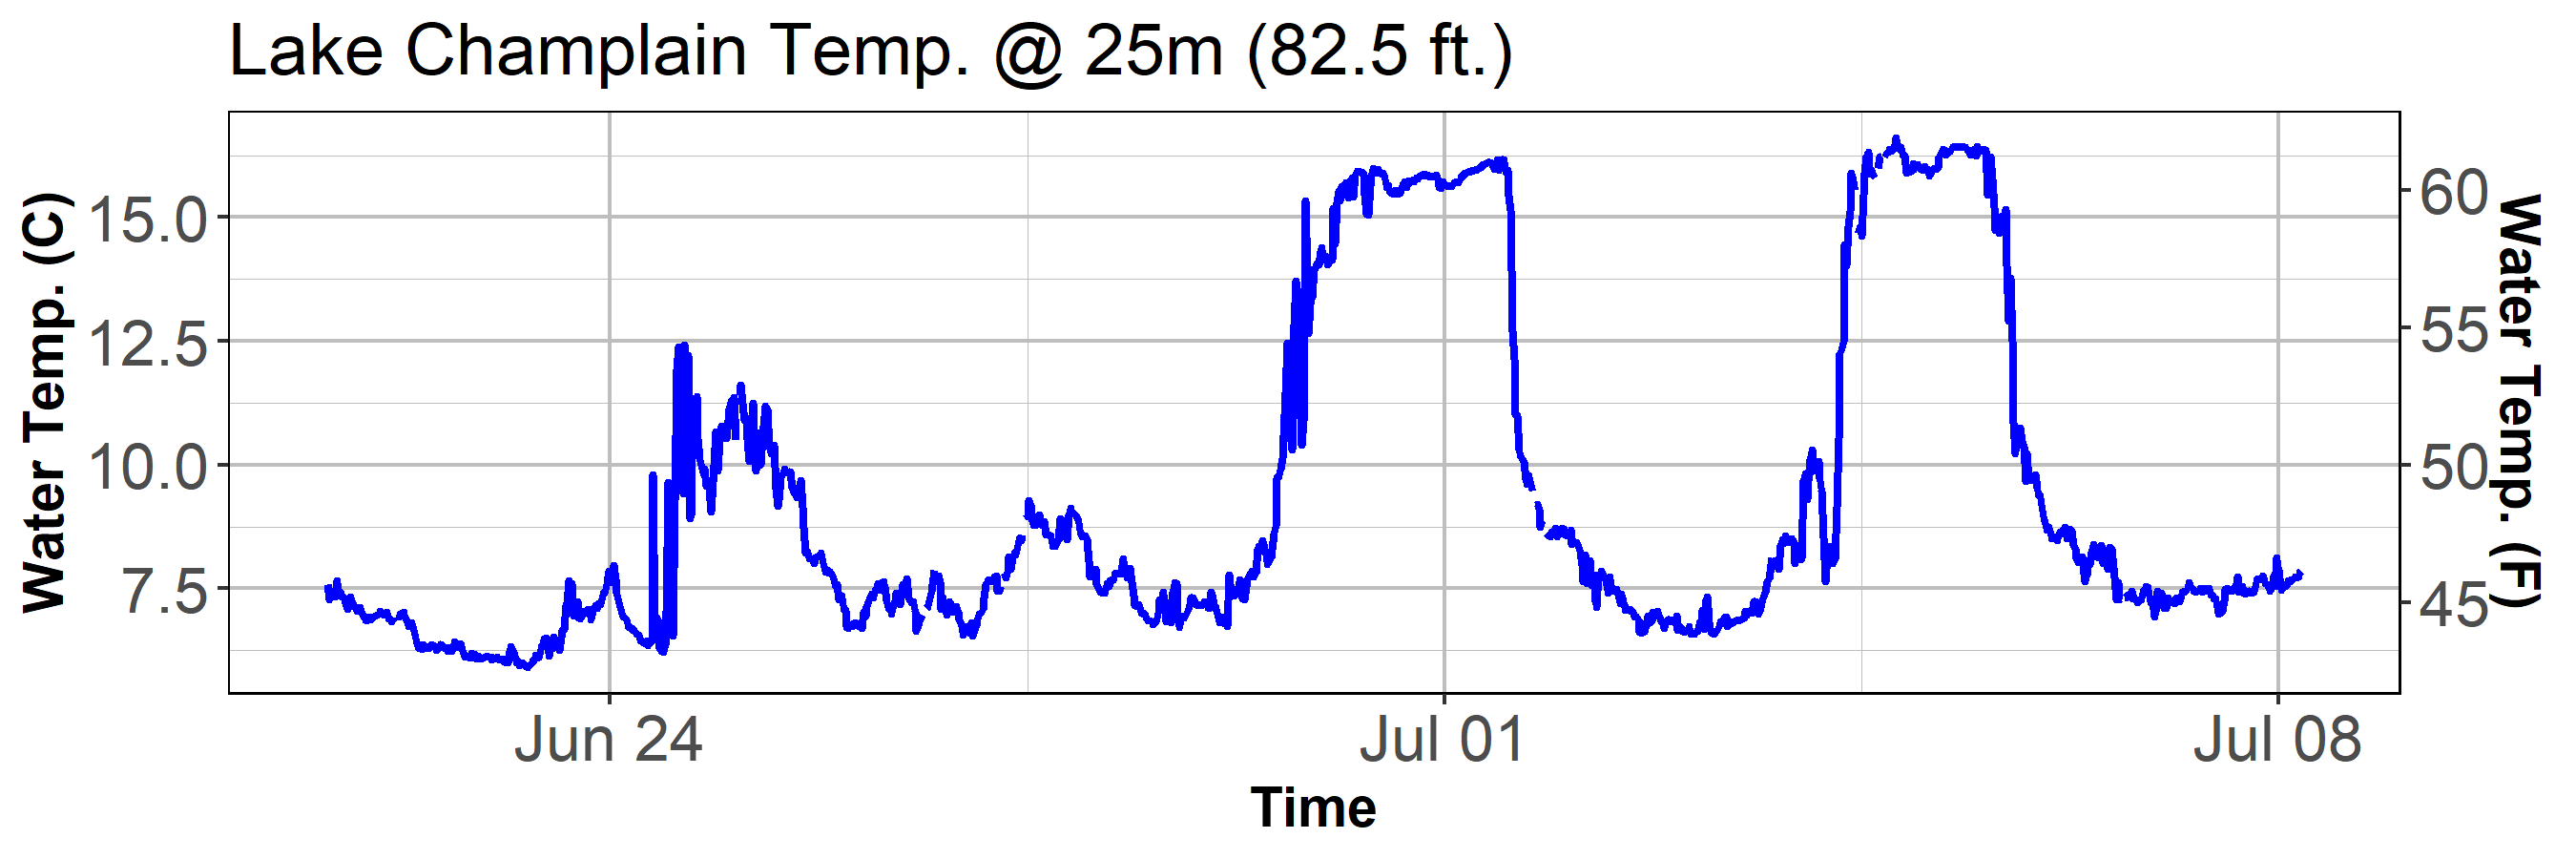 Lake Champlain Temp. @ 25m (82.5 ft.)
Water Temp. (C)
15.0
12.5
10.0
7.5
60
55
50
45
Water Temp. (F)
Jun 24
Jul 01
Jul 08
Time